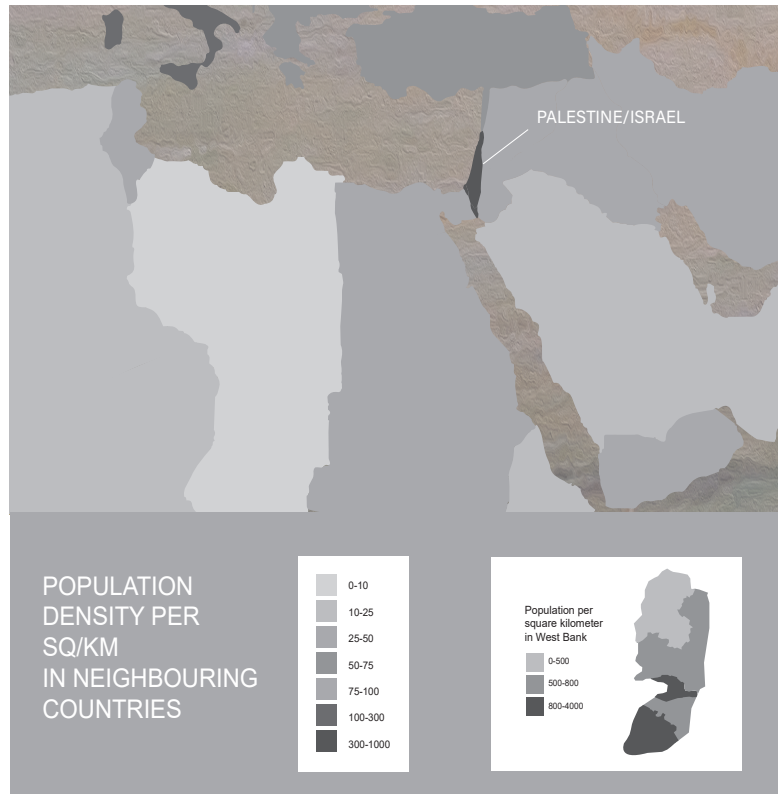 PALESTINE/ISRAEL
POPULATION
DENSITY PER
SQ/KM
IN NEIGHBOURING
COUNTRIES
0-10
10-25
25-50
50-75
75-100
100-300
300-1000
Population per
square kilometer
in West Bank
0-500
500-800
800-4000